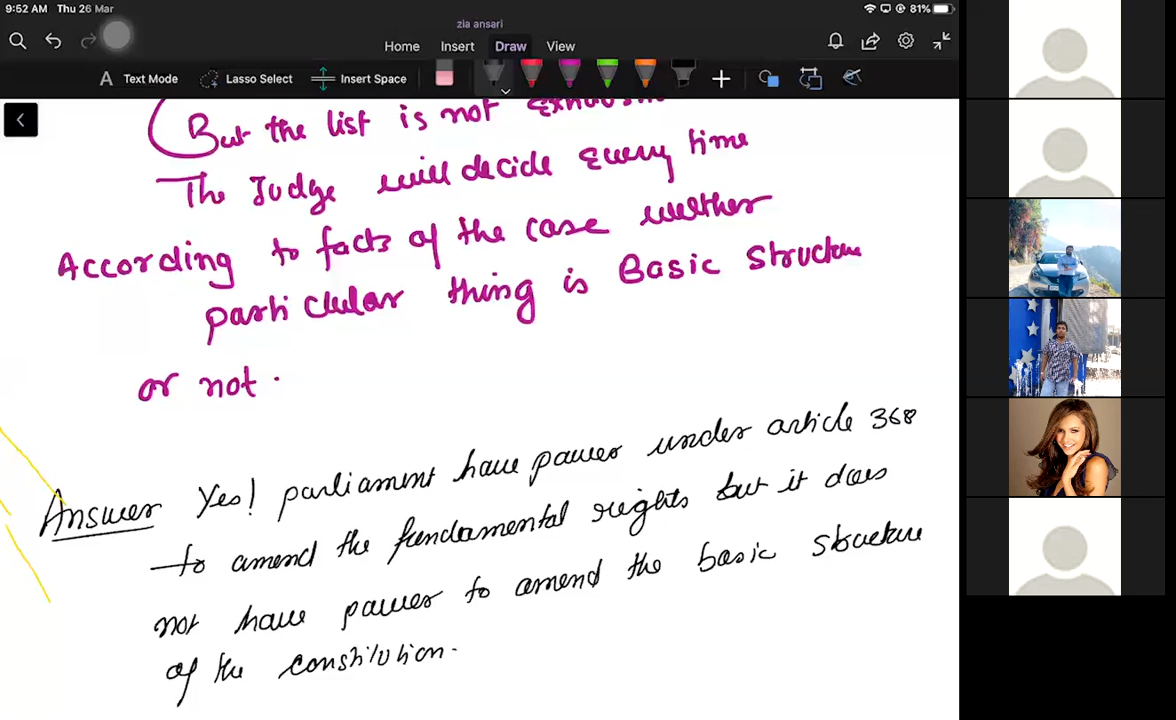 9:52 AM Thu 26 Mar
81%
zia ansari
Home Insert Draw View
Text Mode Lasso Select Insert Space
But the list is not
The Judge will decide every time
According to facts of the case wether
particular thing is Basic structure
or not.
Answer Yes! parliament have power under article 368
to amend the fundamental rights but it does
not have power to amend the basic structure
of the constitution.